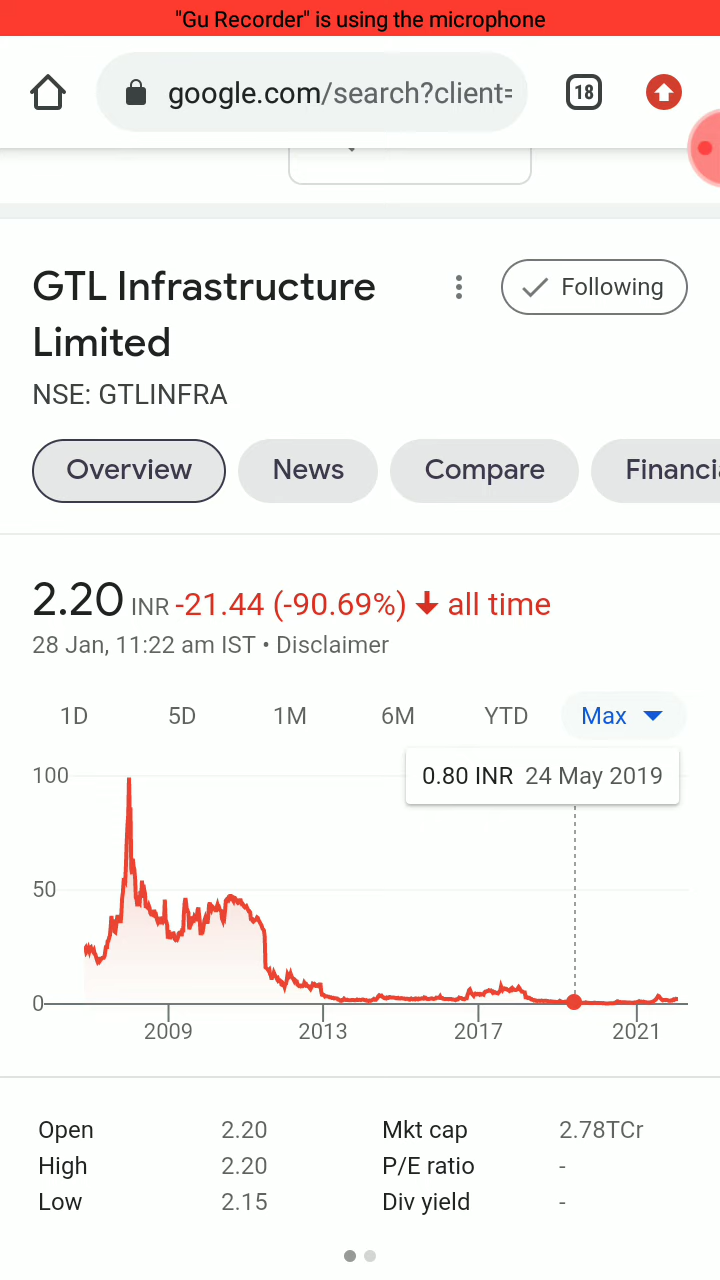 "Gu Recorder" is using the microphone
google.com/search?client=
18
GTL Infrastructure
Limited
Following
NSE: GTLINFRA
Overview News Compare Financi
2.20 INR -21.44 (-90.69%) all time
28 Jan, 11:22 am IST • Disclaimer
1D 5D 1M 6M YTD Max
0.80 INR 24 May 2019
100
50
0
2009 2013 2017 2021
Open 2.20 Mkt cap 2.78TCr
High 2.20 P/E ratio -
Low 2.15 Div yield -